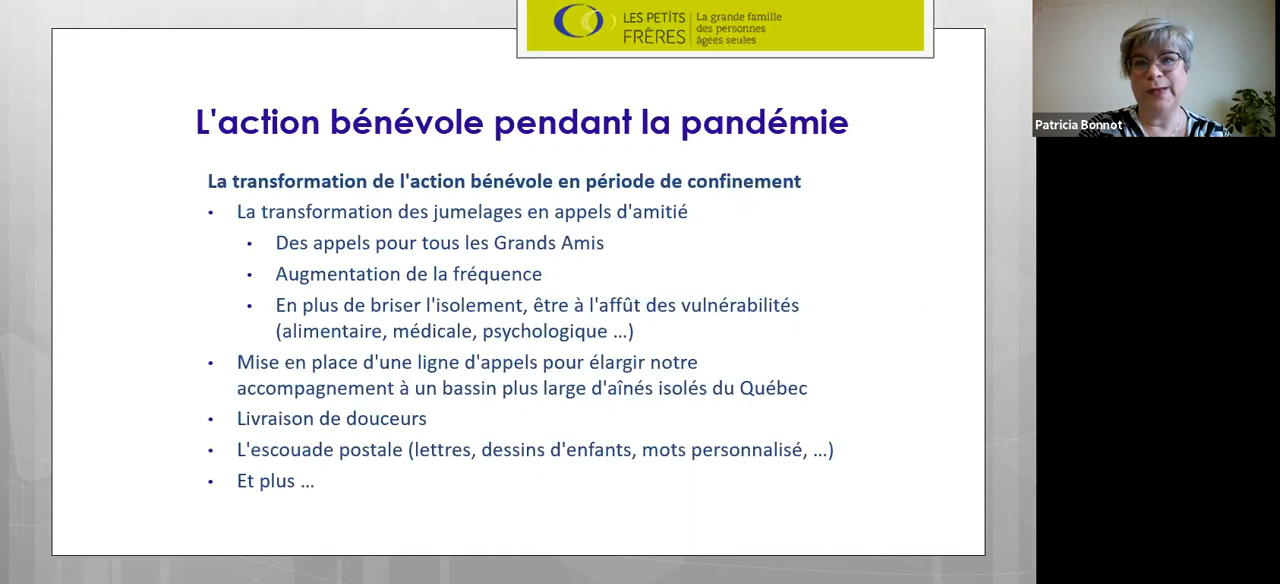 LES PETITS FRÈRES
La grande famille des personnes âgées seules
Patricia Bonnot
L'action bénévole pendant la pandémie
La transformation de l'action bénévole en période de confinement
• La transformation des jumelages en appels d'amitié
• Des appels pour tous les Grands Amis
• Augmentation de la fréquence
• En plus de briser l'isolement, être à l'affût des vulnérabilités
(alimentaire, médicale, psychologique ...)
• Mise en place d'une ligne d'appels pour élargir notre
accompagnement à un bassin plus large d'aînés isolés du Québec
• Livraison de douceurs
• L'escouade postale (lettres, dessins d'enfants, mots personnalisé, ...)
• Et plus ...